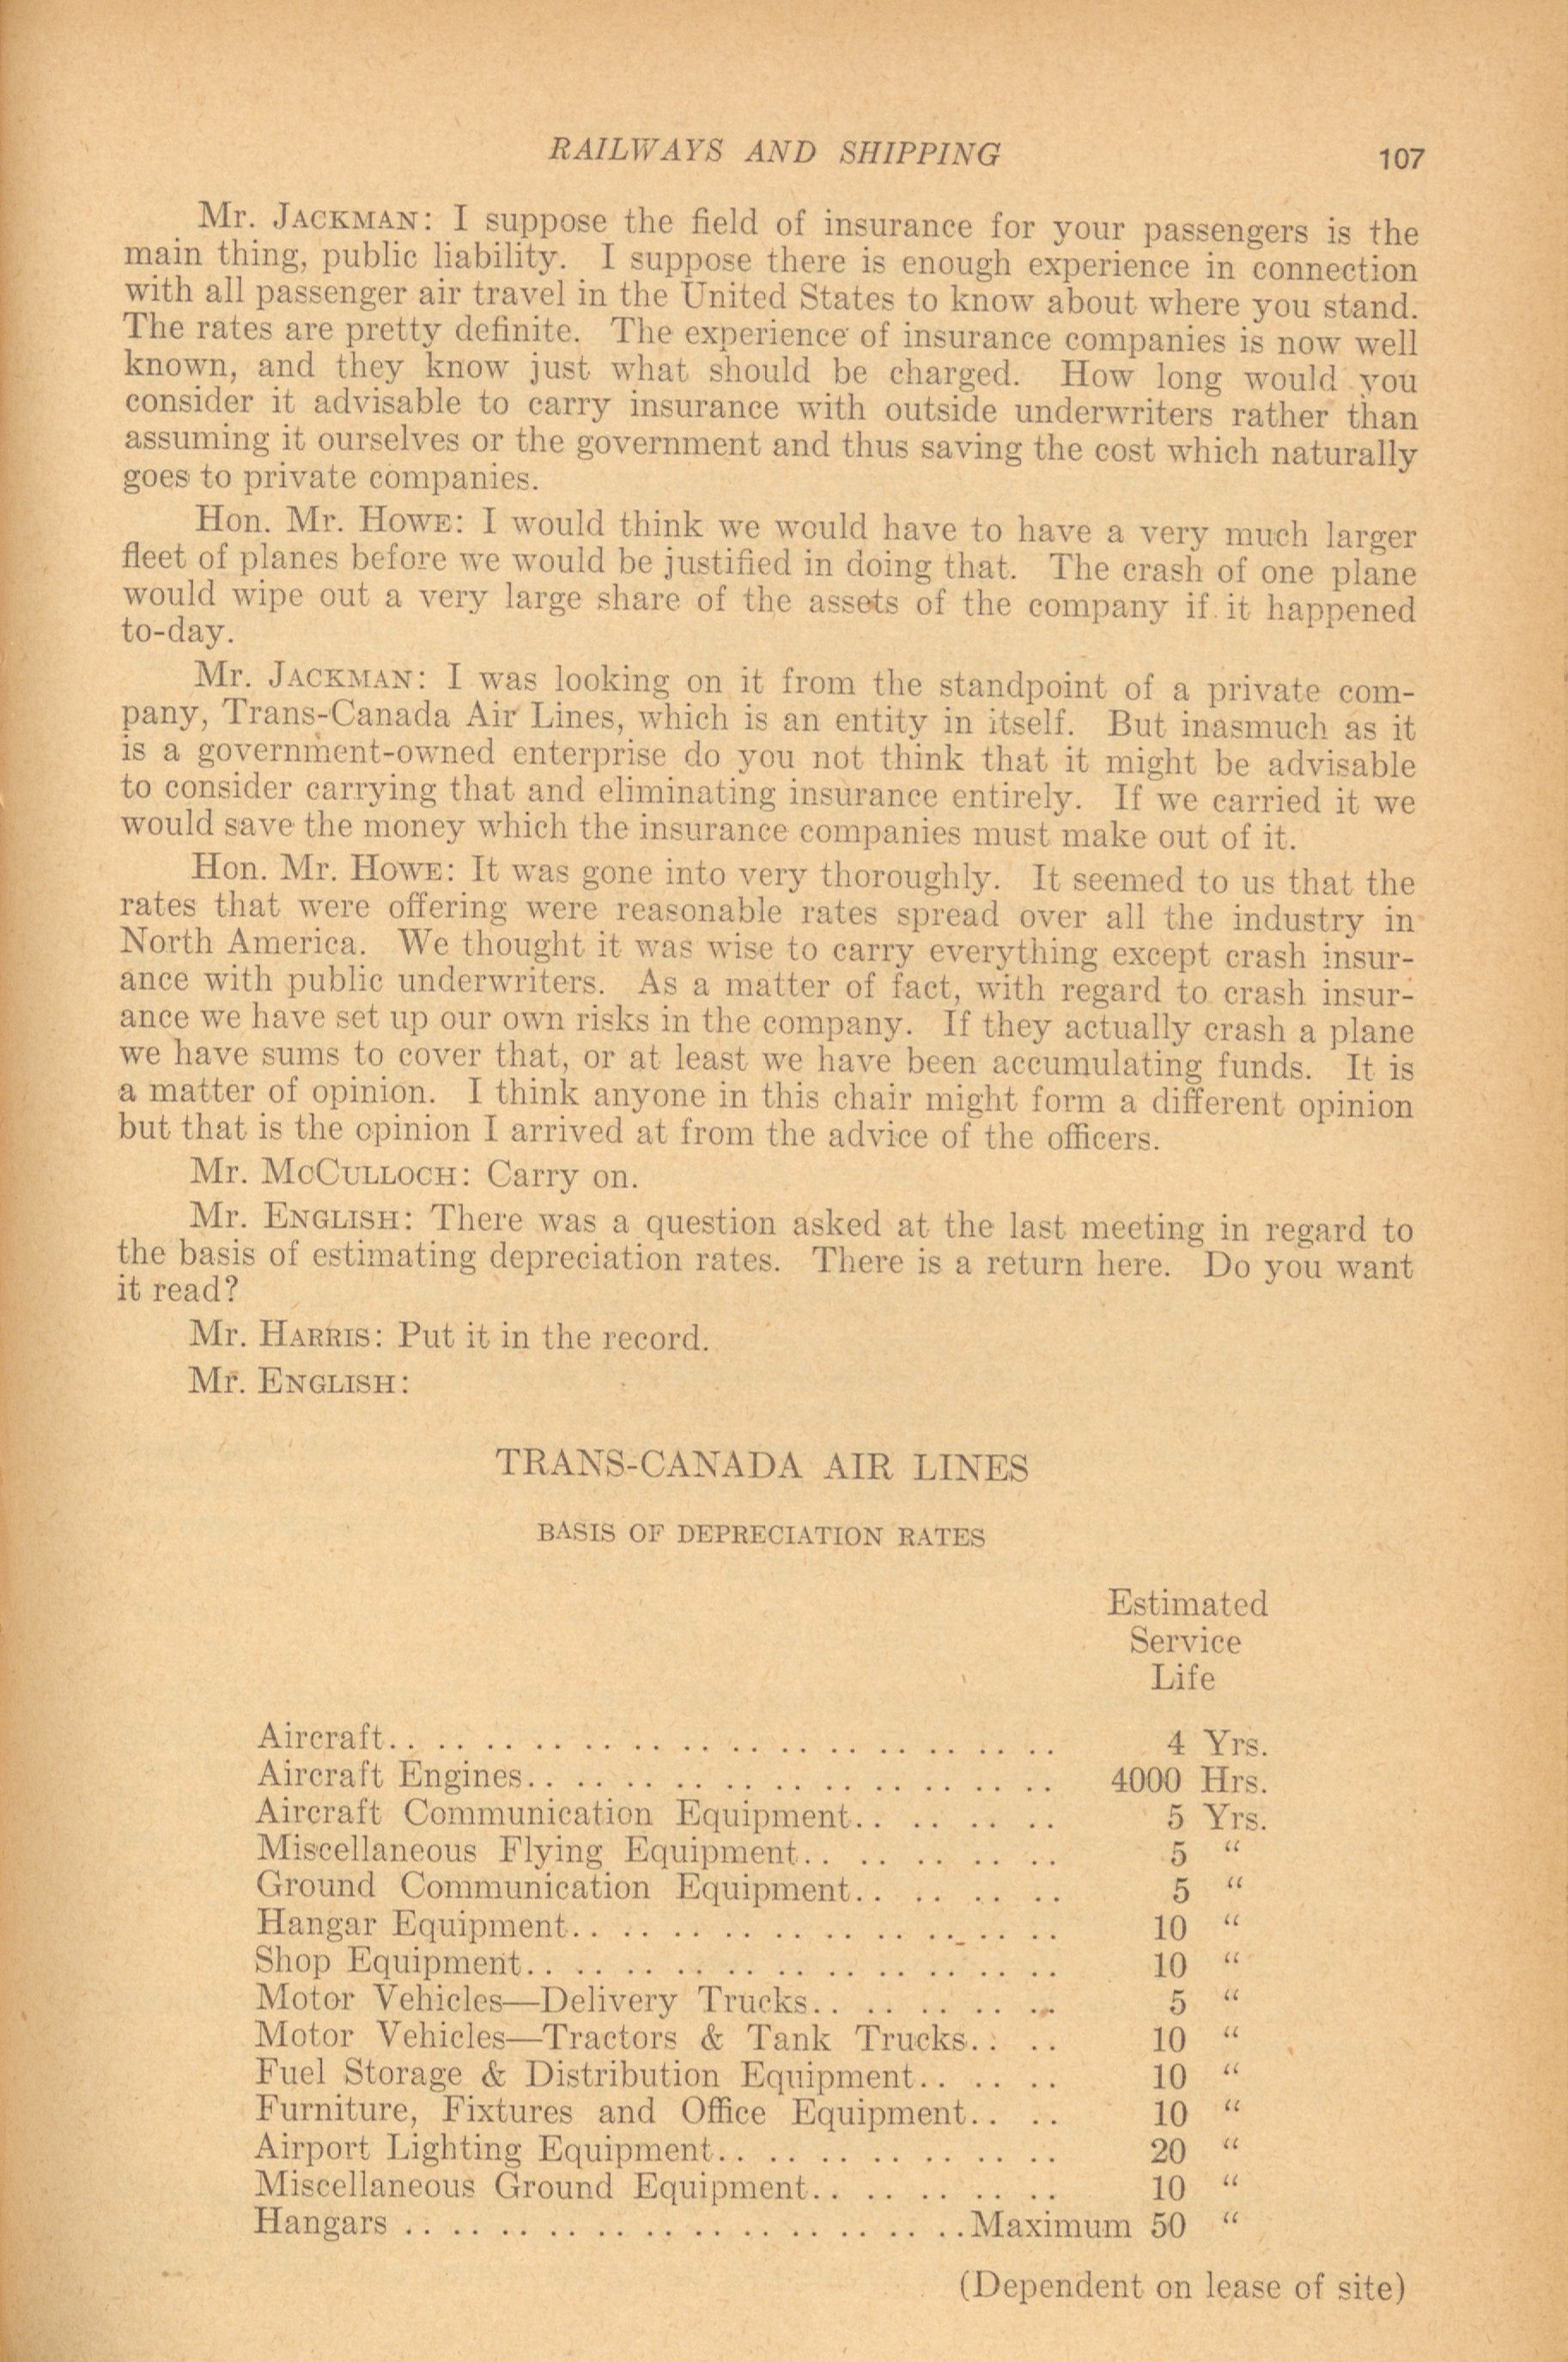 RAILWAYS AND SHIPPING 107
Mr. JACKMAN: I suppose the field of insurance for your passengers is the
main thing, public liability. I suppose there is enough experience in connection
with all passenger air travel in the United States to know about where you stand.
The rates are pretty definite. The experience of insurance companies is now well
known, and they know just what should be charged. How long would you
consider it advisable to carry insurance with outside underwriters rather than
assuming it ourselves or the government and thus saving the cost which naturally
goes to private companies.
Hon. Mr. HOWE: I would think we would have to have a very much larger
fleet of planes before we would be justified in doing that. The crash of one plane
would wipe out a very large share of the assets of the company if it happened
to-day.
Mr. JACKMAN: I was looking on it from the standpoint of a private com-
pany, Trans-Canada Air Lines, which is an entity in itself. But inasmuch as it
is a government-owned enterprise do you not think that it might be advisable
to consider carrying that and eliminating insurance entirely. If we carried it we
would save the money which the insurance companies must make out of it.
Hon. Mr. HOWE: It was gone into very thoroughly. It seemed to us that the
rates that were offering were reasonable rates spread over all the industry in
North America. We thought it was wise to carry everything except crash insur-
ance with public underwriters. As a matter of fact, with regard to crash insur-
ance we have set up our own risks in the company. If they actually crash a plane
we have sums to cover that, or at least we have been accumulating funds. It is
a matter of opinion. I think anyone in this chair might form a different opinion
but that is the opinion I arrived at from the advice of the officers.
Mr. MCCULLOCH: Carry on.
Mr. ENGLISH: There was a question asked at the last meeting in regard to
the basis of estimating depreciation rates. There is a return here. Do you want
it read?
Mr. HARRIS: Put it in the record.
Mr. ENGLISH:
TRANS-CANADA AIR LINES
BASIS OF DEPRECIATION RATES
Estimated
Service
Life
Aircraft.. .. .. .. .. .. .. .. .. .. .. .. .. .. 4 Yrs.
Aircraft Engines.. .. .. .. .. .. .. .. .. .. .. 4000 Hrs.
Aircraft Communication Equipment.. .. .. .. .. 5 Yrs.
Miscellaneous Flying Equipment.. .. .. .. .. .. 5 “
Ground Communication Equipment.. .. .. .. .. 5 “
Hangar Equipment.. .. .. .. .. .. .. .. .. .. 10 “
Shop Equipment.. .. .. .. .. .. .. .. .. .. .. 10 “
Motor Vehicles—Delivery Trucks.. .. .. .. .. 5 “
Motor Vehicles—Tractors & Tank Trucks.. .. .. 10 “
Fuel Storage & Distribution Equipment.. .. .. .. 10 “
Furniture, Fixtures and Office Equipment.. .. .. 10 “
Airport Lighting Equipment.. .. .. .. .. .. .. 20 “
Miscellaneous Ground Equipment.. .. .. .. .. 10 “
Hangars .. .. .. .. .. .. .. .. .. .. .. ..Maximum 50 “
(Dependent on lease of site)